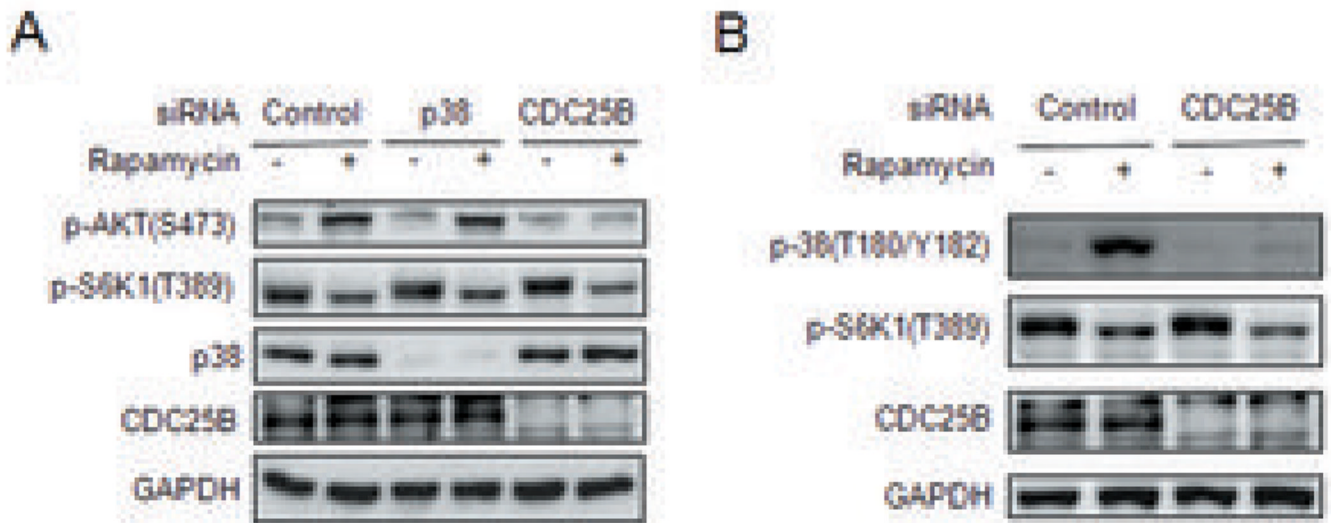 A
siRNA Control p38 CDC25B
Rapamycin - + - + - +
p-AKT(S473)
p-S6K1(T389)
p38
CDC25B
GAPDH
B
siRNA Control CDC25B
Rapamycin - + - +
p-38(T180/Y182)
p-S6K1(T389)
CDC25B
GAPDH